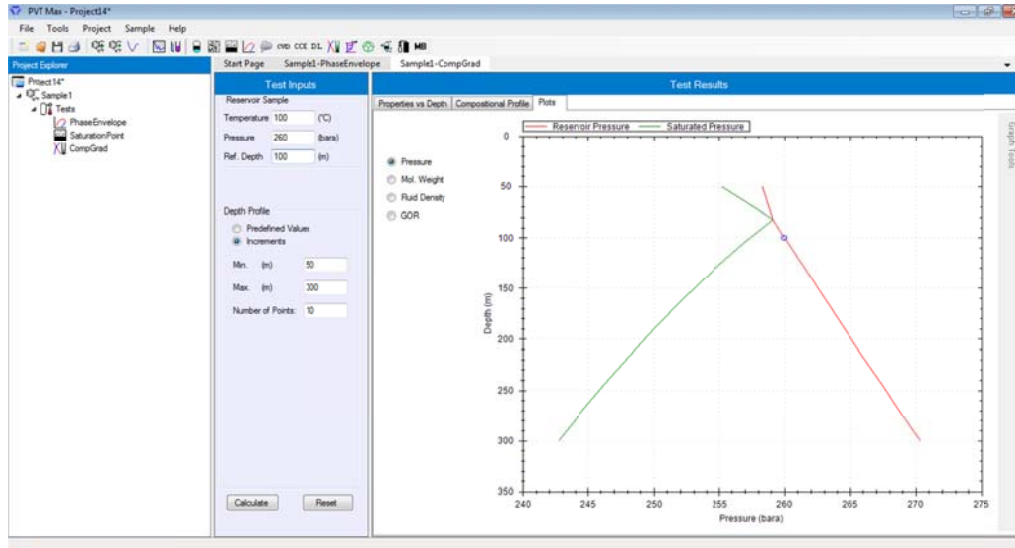 PVT Max - Project14*
File Tools Project Sample Help
CVD CCE DL MB
Project Explorer
Start Page Sample1-PhaseEnvelope Sample1-CompGrad
Project14*
Sample1
Tests
PhaseEnvelope
SaturationPoint
CompGrad
Test Inputs
Reservoir Sample
Temperature 100 (°C)
Pressure 260 (bara)
Ref. Depth 100 (m)
Depth Profile
Predefined Values
Increments
Min. (m) 50
Max. (m) 300
Number of Points: 10
Calculate Reset
Test Results
Properties vs Depth Compositional Profile Plots
Pressure
Mol. Weight
Fluid Density
GOR
Reservoir Pressure Saturated Pressure
0
50
100
150
200
250
300
350
Depth (m)
240 245 250 255 260 265 270 275
Pressure (bara)
Graph Tools